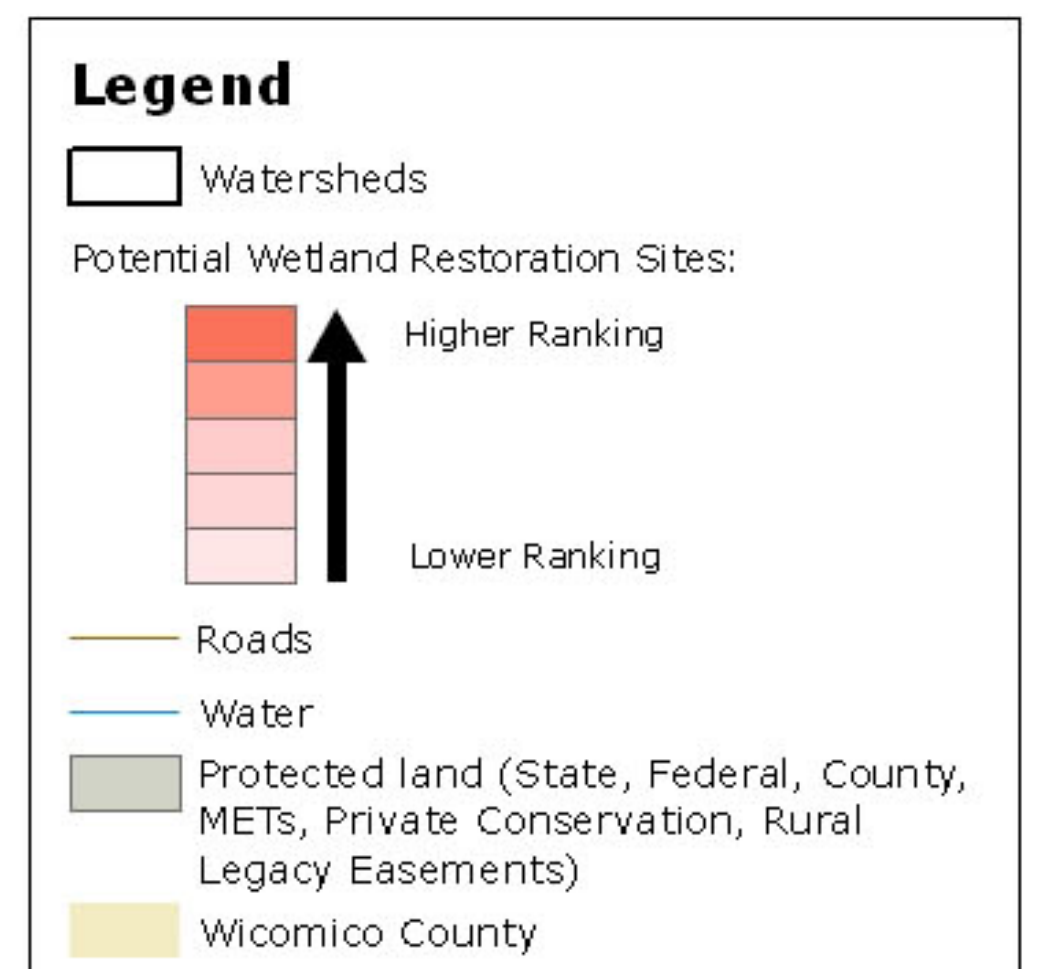 Legend
Watersheds
Potential Wetland Restoration Sites:
Higher Ranking
Lower Ranking
Roads
Water
Protected land (State, Federal, County,
METs, Private Conservation, Rural
Legacy Easements)
Wicomico County